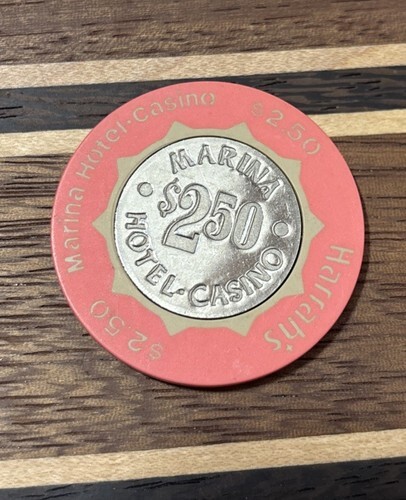 Marina Hotel-Casino
$2.50
Harrah's
$2.50
MARINA
$2.50
HOTEL-CASINO